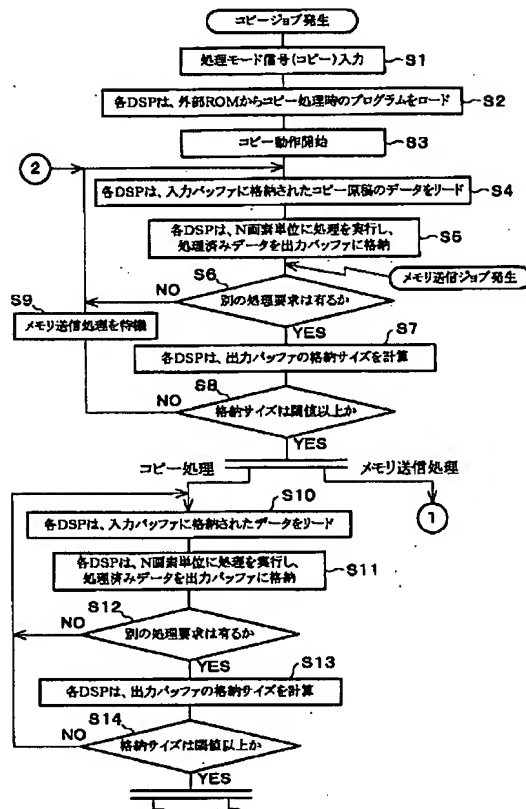 コピージョブ発生
処理モード信号(コピー)入力
S1
各DSPは、外部ROMからコピー処理時のプログラムをロード
S2
コピー動作開始
S3
2
各DSPは、入力バッファに格納されたコピー原稿のデータをリード
S4
各DSPは、N画素単位に処理を実行し、
処理済みデータを出力バッファに格納
S5
メモリ送信ジョブ発生
S6
別の処理要求は有るか
NO
YES
S9
メモリ送信処理を待機
S7
各DSPは、出力バッファの格納サイズを計算
S8
格納サイズは閾値以上か
NO
YES
コピー処理
メモリ送信処理
1
S10
各DSPは、入力バッファに格納されたデータをリード
各DSPは、N画素単位に処理を実行し、
処理済みデータを出力バッファに格納
S11
S12
別の処理要求は有るか
NO
YES
S13
各DSPは、出力バッファの格納サイズを計算
S14
格納サイズは閾値以上か
NO
YES